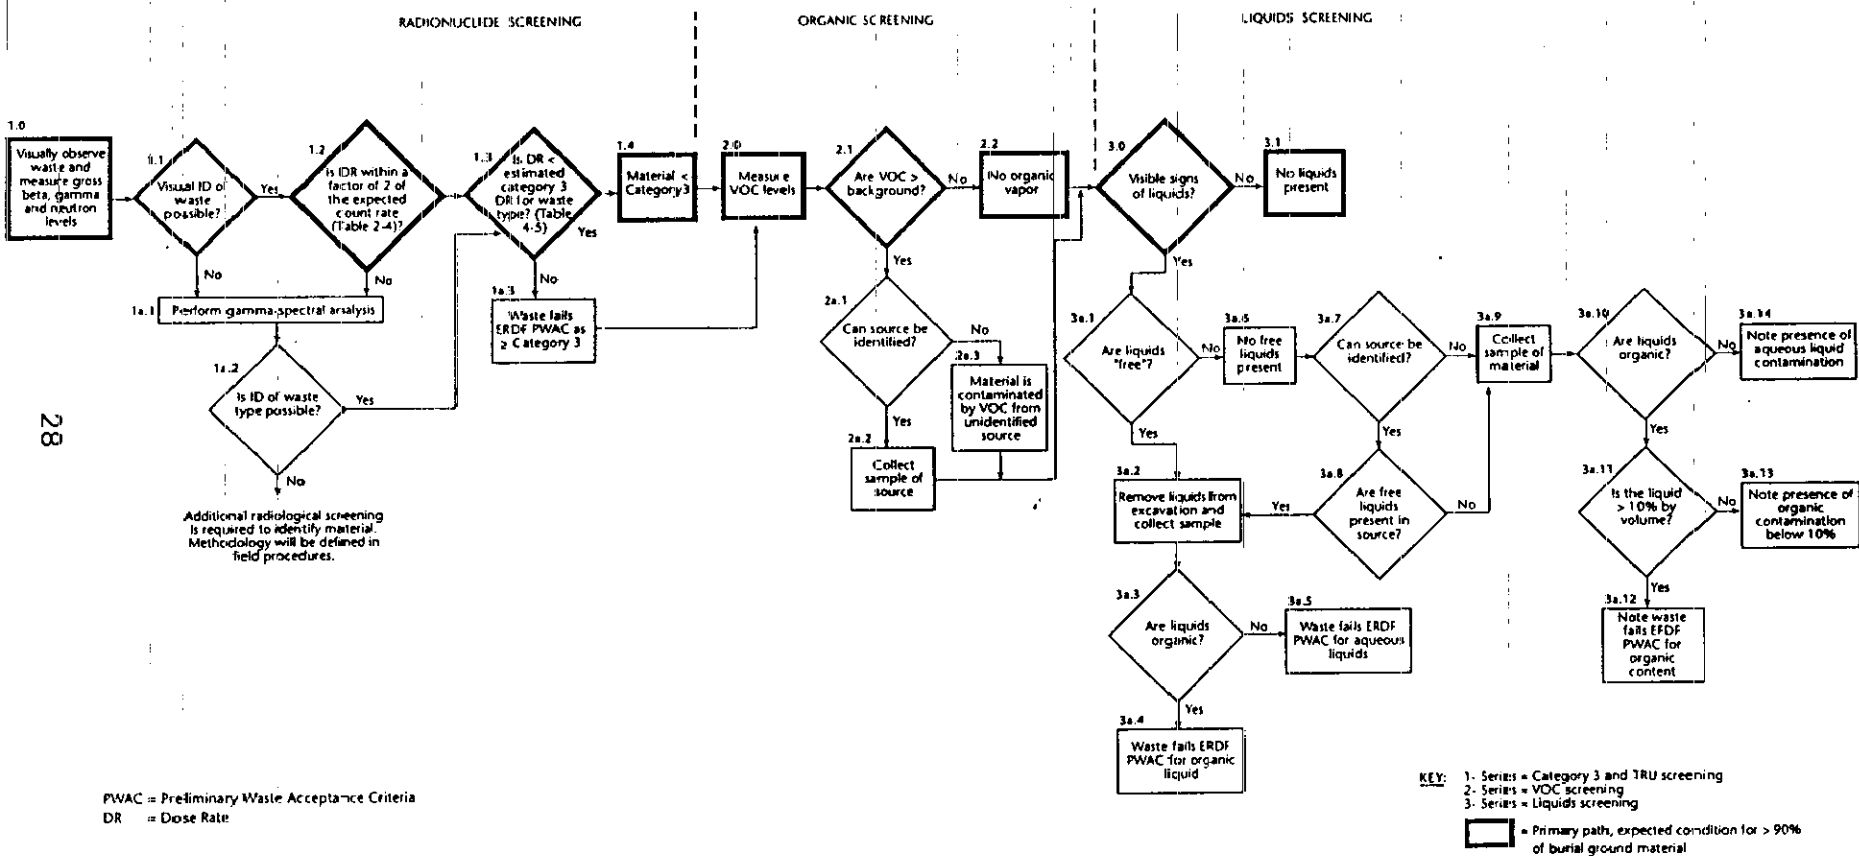 RADIONUCLIDE SCREENING
ORGANIC SCREENING
LIQUIDS SCREENING
1.0
Visually observe
waste and
measure gross
beta, gamma
and neutron
levels
1.1
Visual ID of
waste
possible?
Yes
No
1.2
Is DR within a
factor of 2 of
the expected
count rate
(Table 2-4)?
No
1.3
Is DR <
estimated
category 3
DR for waste
type? (Table
4-5)
Yes
No
1.4
Material <
Category 3
1a.1
Perform gamma-spectral analysis
1a.2
Is ID of waste
type possible?
Yes
No
Additional radiological screening
is required to identify material.
Methodology will be defined in
field procedures.
1a.3
Waste fails
ERDF PWAC as
≥ Category 3
2.0
Measure
VOC levels
2.1
Are VOC >
background?
No
Yes
2.2
No organic
vapor
2a.1
Can source be
identified?
No
Yes
2a.3
Material is
contaminated
by VOC from
unidentified
source
2a.2
Collect
sample of
source
3.0
Visible signs
of liquids?
No
Yes
3.1
No liquids
present
3a.1
Are liquids
"free"?
No
Yes
3a.6
No free
liquids
present
3a.7
Can source be
identified?
No
Yes
3a.9
Collect
sample of
material
3a.10
Are liquids
organic?
No
Yes
3a.14
Note presence of
aqueous liquid
contamination
3a.2
Remove liquids from
excavation and
collect sample
Yes
3a.8
Are free
liquids
present in
source?
No
3a.11
Is the liquid
> 10% by
volume?
No
Yes
3a.13
Note presence of
organic
contamination
below 10%
3a.3
Are liquids
organic?
No
Yes
3a.5
Waste fails ERDF
PWAC for aqueous
liquids
3a.12
Note waste
fails ERDF
PWAC for
organic
content
3a.4
Waste fails ERDF
PWAC for organic
liquid
28
PWAC = Preliminary Waste Acceptance Criteria
DR = Dose Rate
KEY: 1- Series = Category 3 and TRU screening
2- Series = VOC screening
3- Series = Liquids screening
= Primary path, expected condition for > 90%
of burial ground material